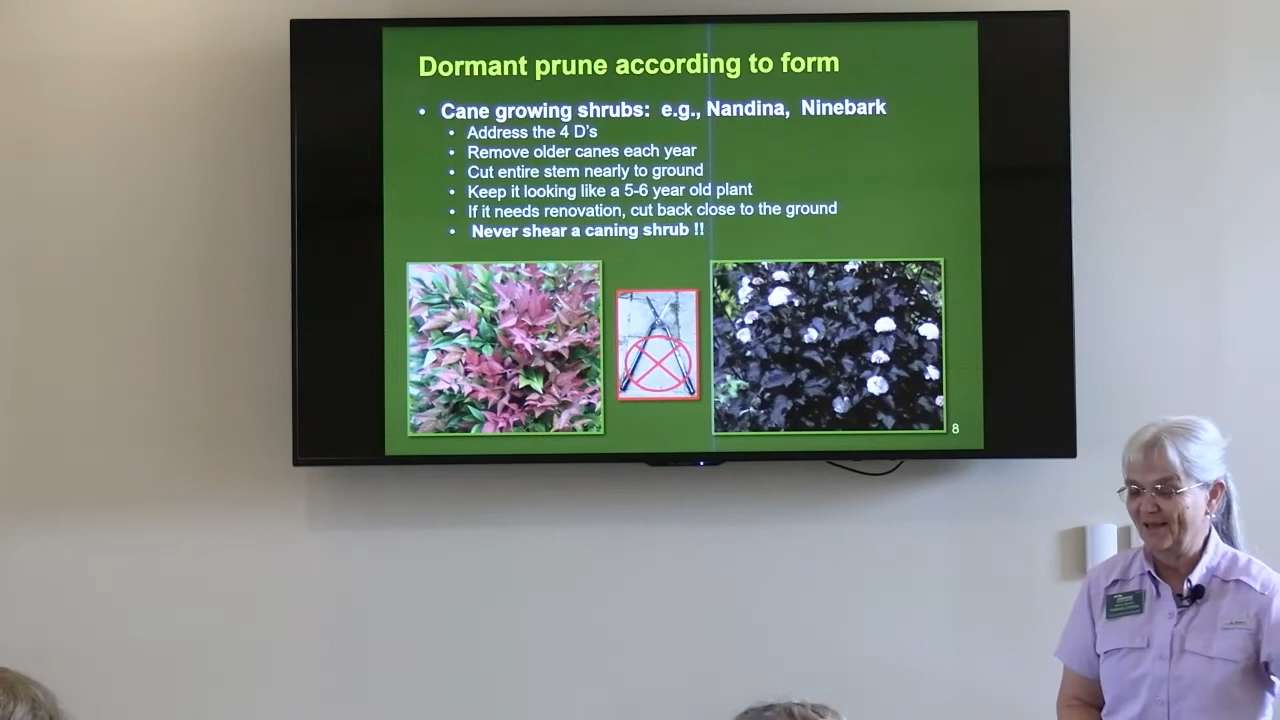 Dormant prune according to form
• Cane growing shrubs: e.g., Nandina, Ninebark
• Address the 4 D's
• Remove older canes each year
• Cut entire stem nearly to ground
• Keep it looking like a 5-6 year old plant
• If it needs renovation, cut back close to the ground
• Never shear a caning shrub !!
8